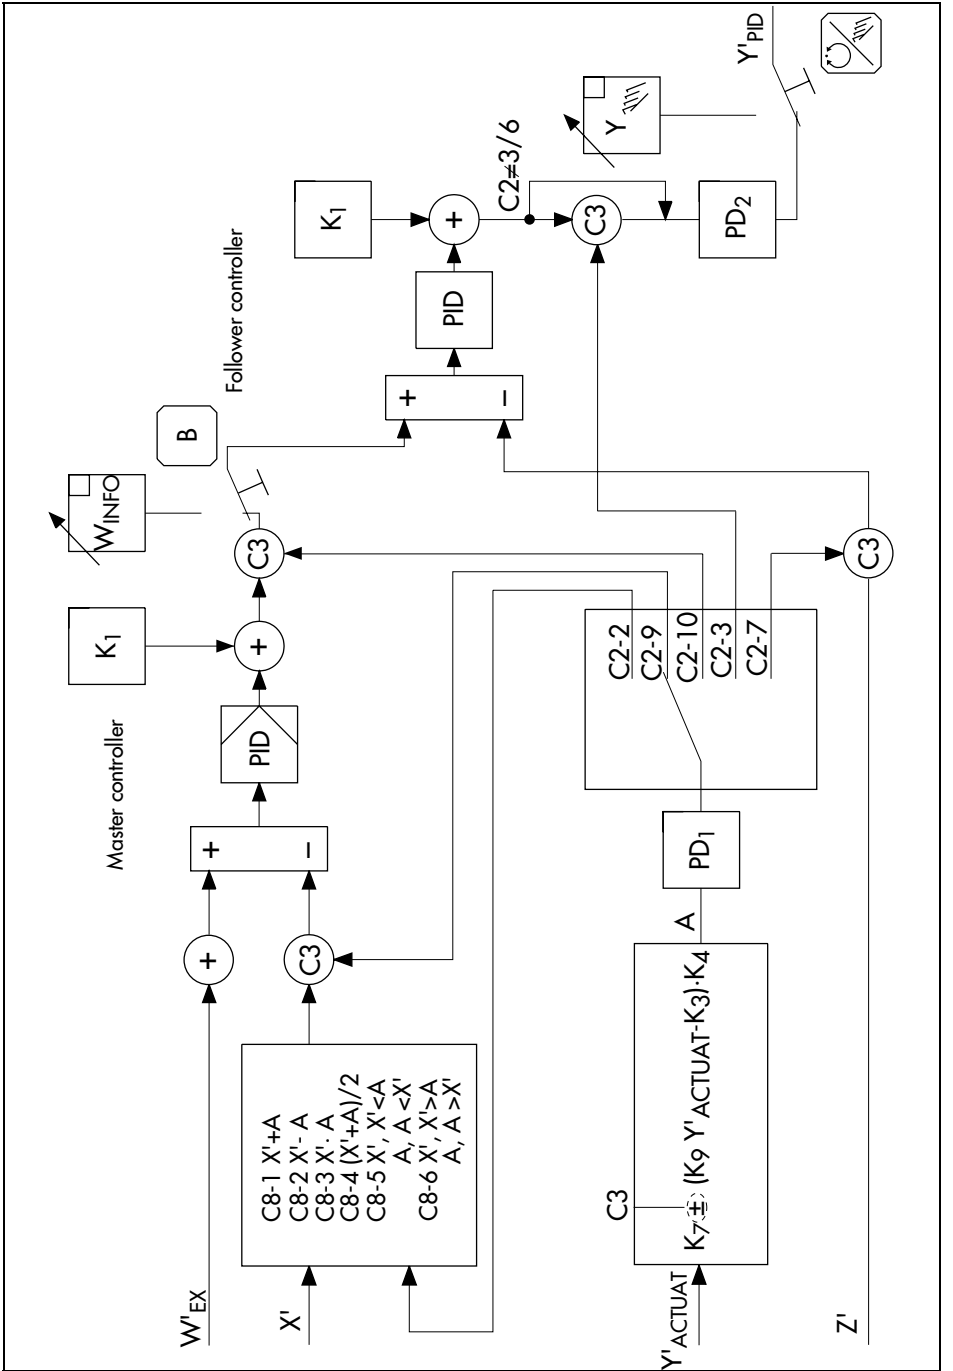 Master controller
Follower controller
W'EX
X'
Y'ACTUAT
Z'
+
C8-1 X'+A
C8-2 X'- A
C8-3 X'· A
C8-4 (X'+A)/2
C8-5 X', X'<A
A, A <X'
C8-6 X', X'>A
A, A >X'
C3
+
−
PID
K1
+
C3
WINFO
B
+
−
PID
K1
+
C2≠3/6
C3
PD2
Y
Y'PID
C3
K7 ± (K9 Y'ACTUAT-K3)·K4
A
PD1
C2-2
C2-9
C2-10
C2-3
C2-7
C3